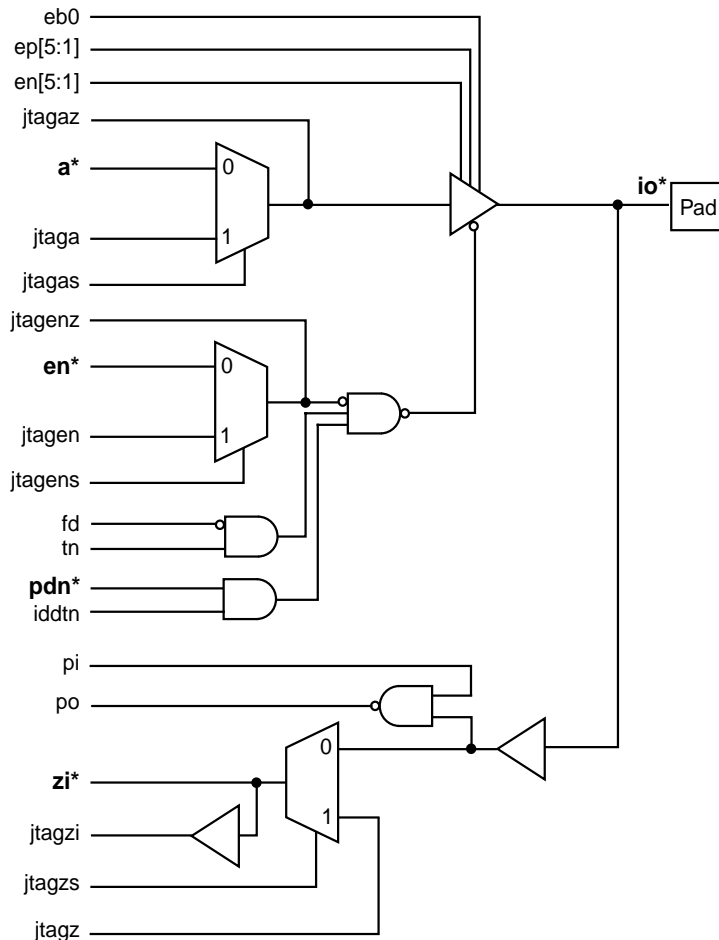 eb0
ep[5:1]
en[5:1]
jtagaz
a*
0
io*
Pad
jtaga
1
jtagas
jtagenz
en*
0
jtagen
1
jtagens
fd
tn
pdn*
iddtn
pi
po
0
zi*
1
jtagzi
jtagzs
jtagz